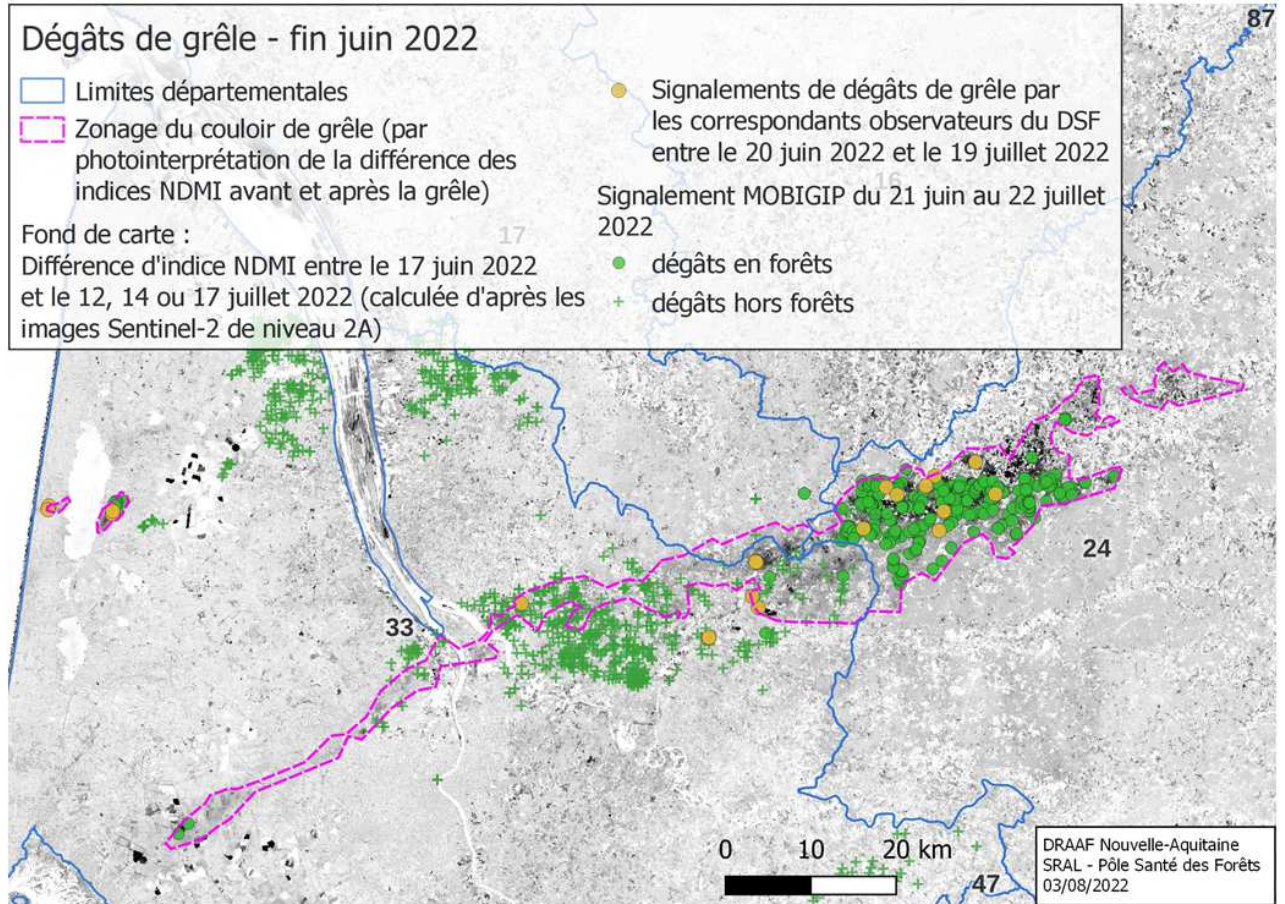 Dégâts de grêle - fin juin 2022
Limites départementales
Zonage du couloir de grêle (par
photointerprétation de la différence des
indices NDMI avant et après la grêle)
Fond de carte :
Différence d'indice NDMI entre le 17 juin 2022
et le 12, 14 ou 17 juillet 2022 (calculée d'après les
images Sentinel-2 de niveau 2A)
Signalements de dégâts de grêle par
les correspondants observateurs du DSF
entre le 20 juin 2022 et le 19 juillet 2022
Signalement MOBIGIP du 21 juin au 22 juillet
2022
dégâts en forêts
dégâts hors forêts
87
16
17
24
33
47
0 10 20 km
DRAAF Nouvelle-Aquitaine
SRAL - Pôle Santé des Forêts
03/08/2022